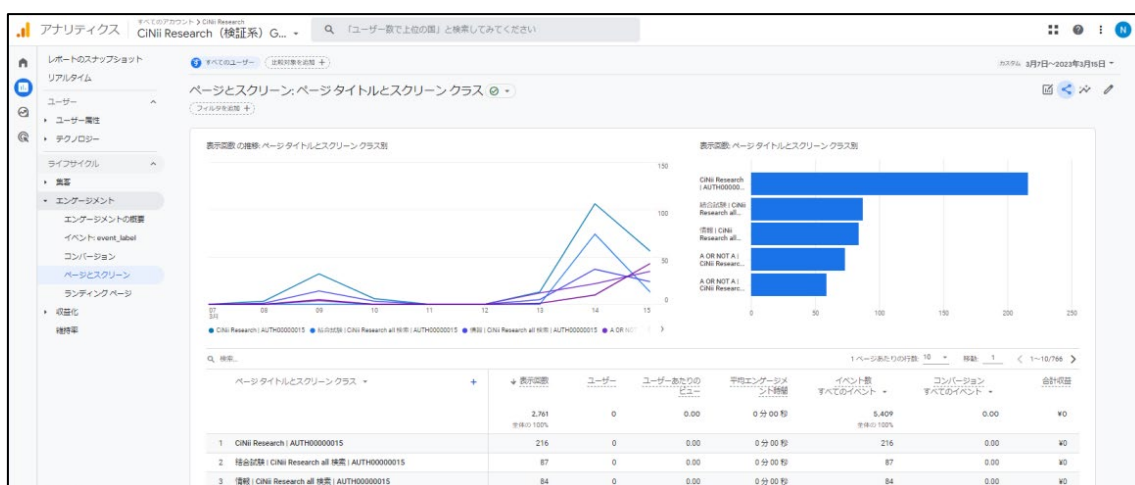 アナリティクス
すべてのアカウント > CiNii Research
CiNii Research（検証系）G...
「ユーザー数で上位の国」と検索してみてください
N
レポートのスナップショット
リアルタイム
ユーザー
ユーザー属性
テクノロジー
ライフサイクル
集客
エンゲージメント
エンゲージメントの概要
イベント: event_label
コンバージョン
ページとスクリーン
ランディング ページ
収益化
維持率
すべてのユーザー
比較対象を追加 +
カスタム 3月7日～2023年3月15日
ページとスクリーン: ページ タイトルとスクリーン クラス
フィルタを追加 +
表示回数 の推移: ページ タイトルとスクリーン クラス別
150
100
50
0
07
3月
08
09
10
11
12
13
14
15
CiNii Research | AUTH00000015
結合試験 | CiNii Research all 検索 | AUTH00000015
情報 | CiNii Research all 検索 | AUTH00000015
A OR NOT
表示回数: ページ タイトルとスクリーン クラス別
CiNii Research
| AUTH00000...
結合試験 | CiNii
Research all...
情報 | CiNii
Research all...
A OR NOT A |
CiNii Researc...
A OR NOT A |
CiNii Researc...
0
50
100
150
200
250
検索...
1 ページあたりの行数: 10
移動: 1
1～10/766
ページ タイトルとスクリーン クラス
+
↓ 表示回数
ユーザー
ユーザーあたりの
ビュー
平均エンゲージメ
ント時間
イベント数
すべてのイベント
コンバージョン
すべてのイベント
合計収益
2,761
全体の 100%
0
0.00
0 分 00 秒
5,409
全体の 100%
0.00
¥0
1 CiNii Research | AUTH00000015 216 0 0.00 0 分 00 秒 216 0.00 ¥0
2 結合試験 | CiNii Research all 検索 | AUTH00000015 87 0 0.00 0 分 00 秒 87 0.00 ¥0
3 情報 | CiNii Research all 検索 | AUTH00000015 84 0 0.00 0 分 00 秒 84 0.00 ¥0